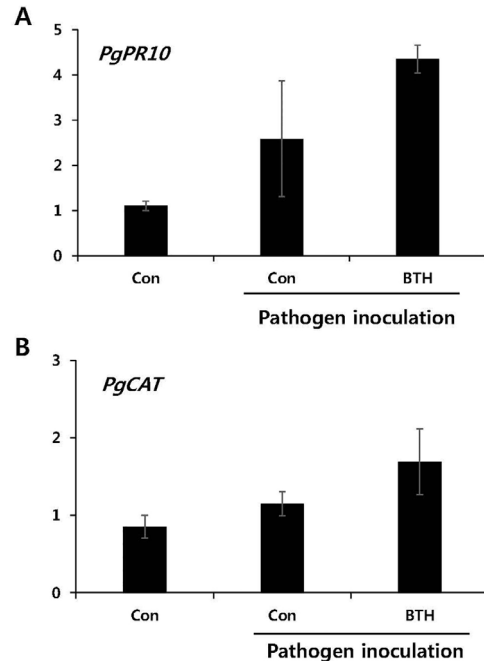 A
PgPR10
5
4
3
2
1
0
Con Con BTH
Pathogen inoculation
B
PgCAT
3
2
1
0
Con Con BTH
Pathogen inoculation